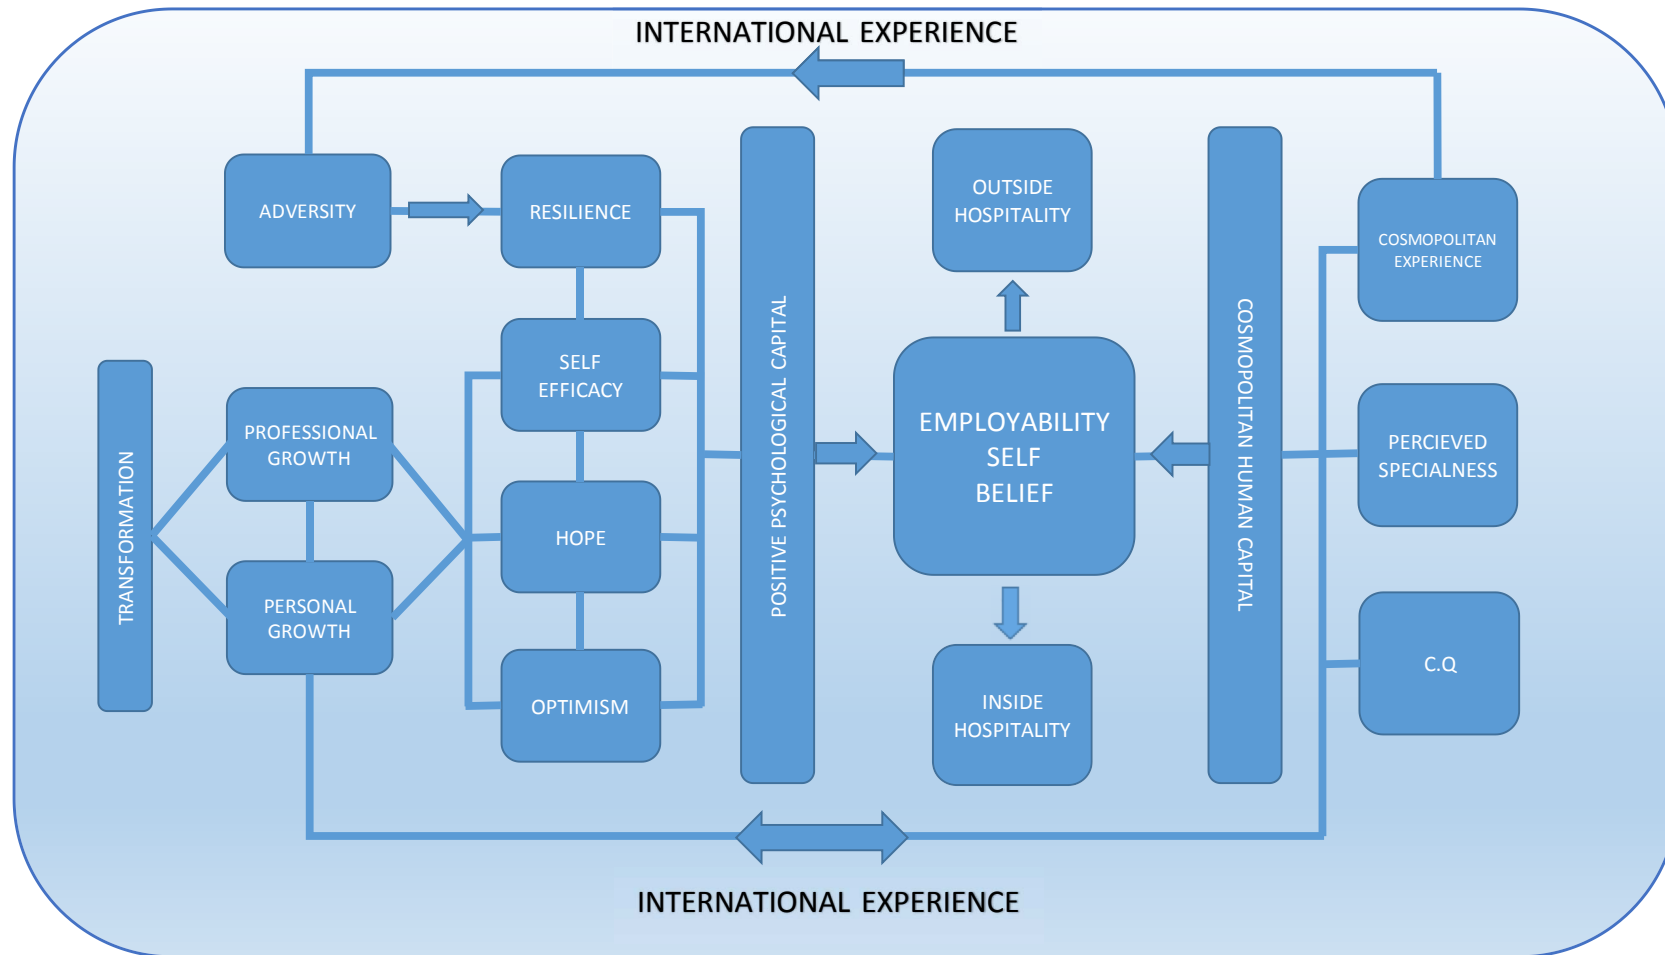 INTERNATIONAL EXPERIENCE
ADVERSITY
RESILIENCE
OUTSIDE
HOSPITALITY
COSMOPOLITAN
EXPERIENCE
SELF
EFFICACY
PROFESSIONAL
GROWTH
TRANSFORMATION
PERSONAL
GROWTH
HOPE
OPTIMISM
POSITIVE PSYCHOLOGICAL CAPITAL
EMPLOYABILITY
SELF
BELIEF
COSMOPOLITAN HUMAN CAPITAL
PERCIEVED
SPECIALNESS
C.Q
INSIDE
HOSPITALITY
INTERNATIONAL EXPERIENCE